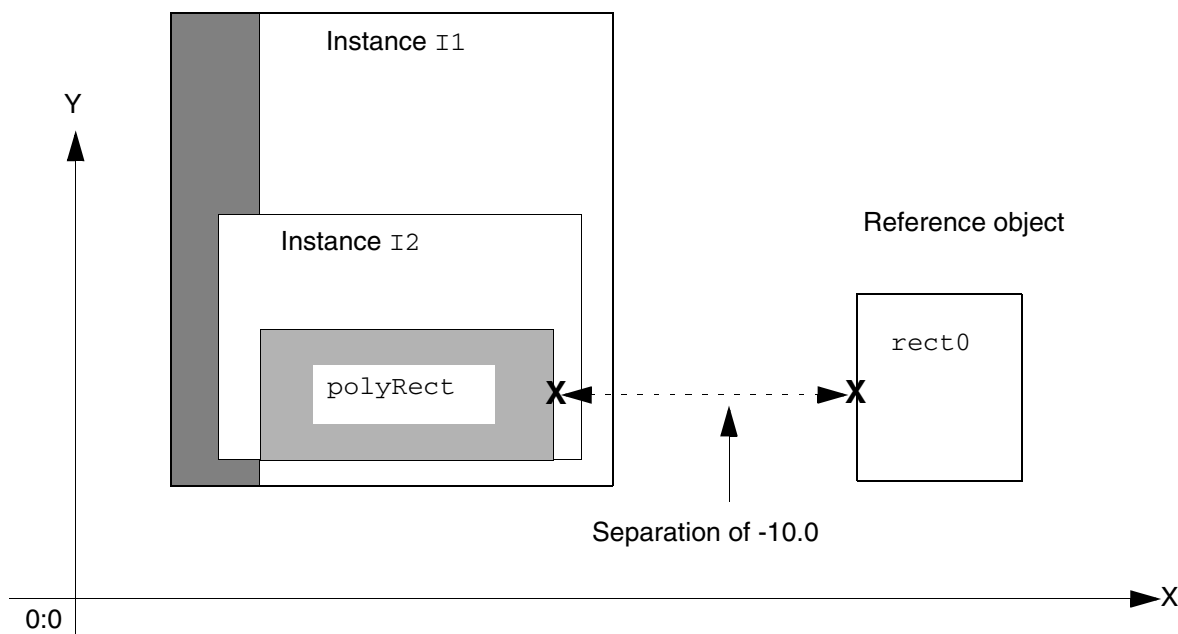 Instance I1
Y
Reference object
Instance I2
rect0
polyRect
X
X
Separation of -10.0
X
0:0